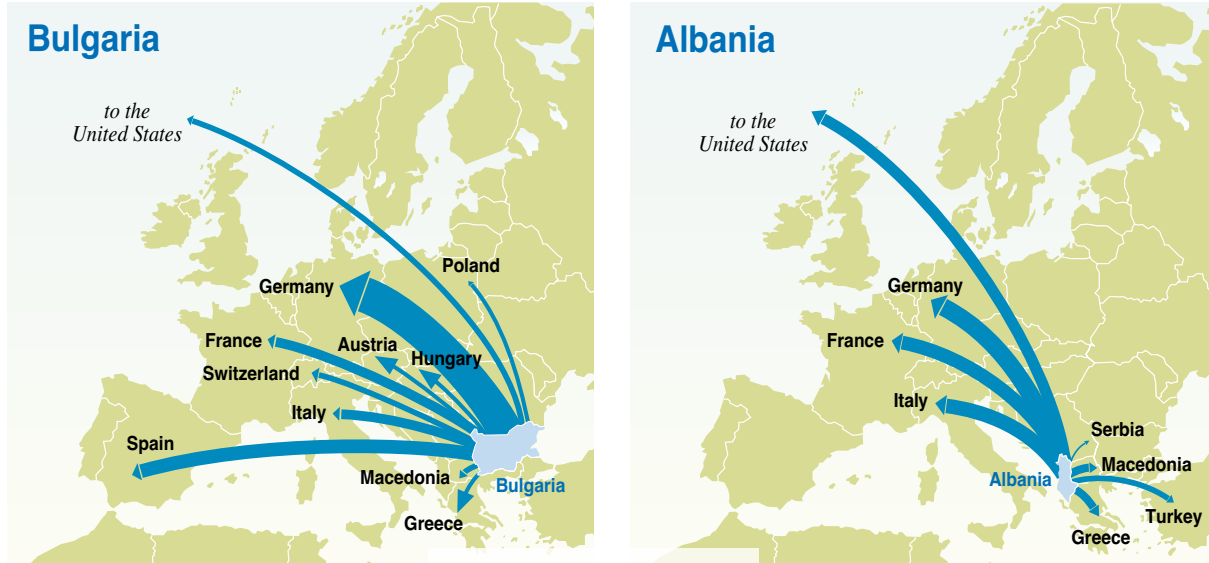 Bulgaria
to the
United States
Poland
Germany
France
Austria
Hungary
Switzerland
Italy
Spain
Macedonia
Bulgaria
Greece
Albania
to the
United States
Germany
France
Italy
Serbia
Macedonia
Albania
Turkey
Greece